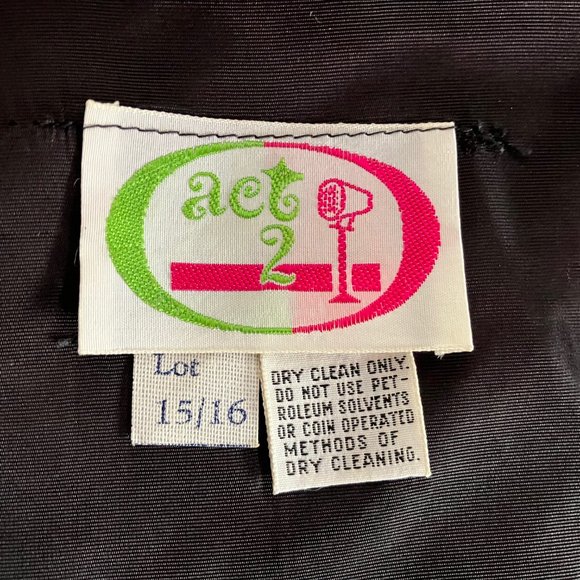 act
2
Lot
15/16
DRY CLEAN ONLY.
DO NOT USE PET-
ROLEUM SOLVENTS
OR COIN OPERATED
METHODS OF
DRY CLEANING.